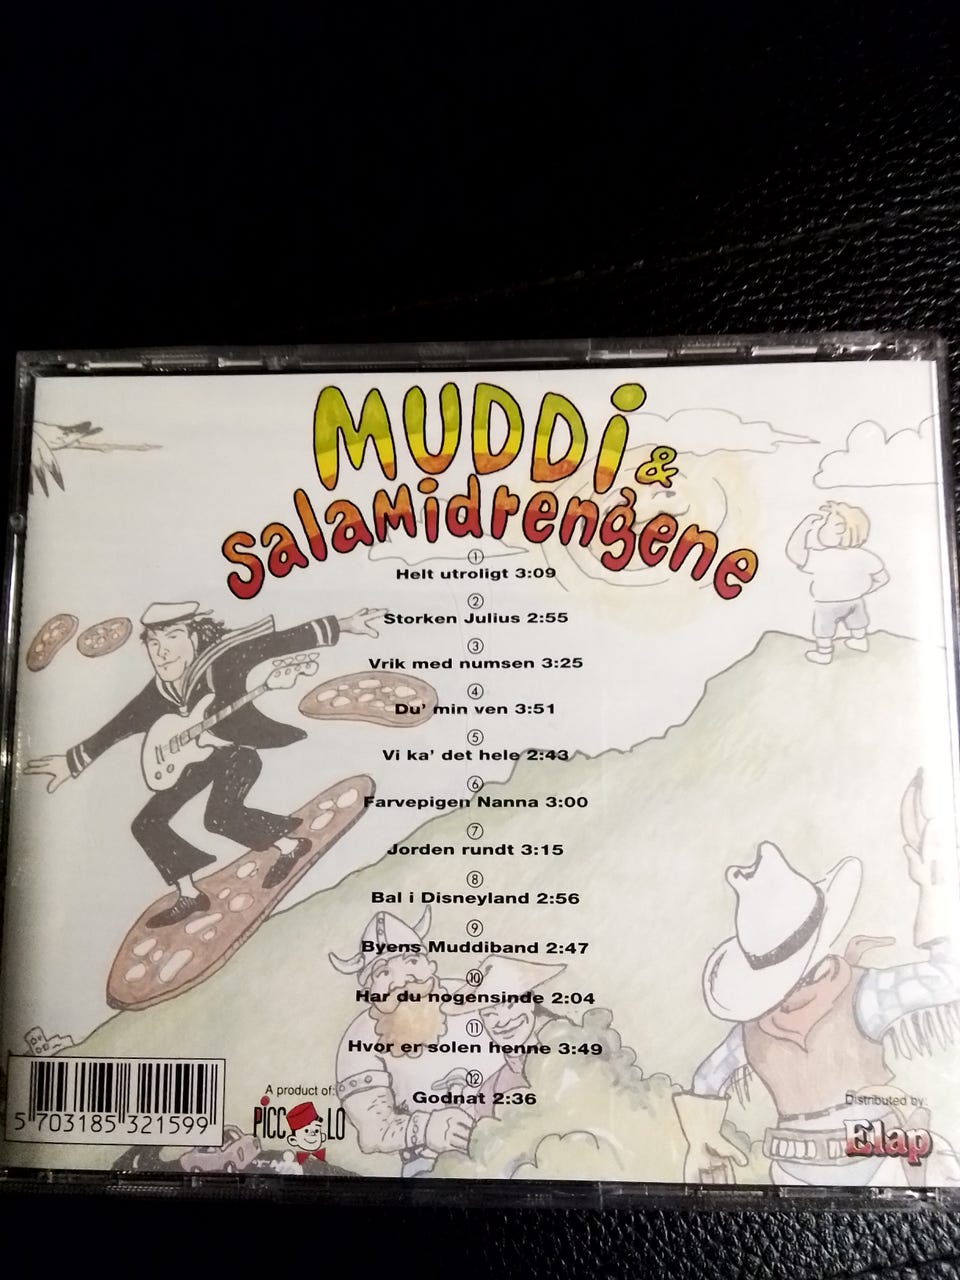 MUDDi &
SalaMidrengene
1
Helt utroligt 3:09
2
Storken Julius 2:55
3
Vrik med numsen 3:25
4
Du' min ven 3:51
5
Vi ka' det hele 2:43
6
Farvepigen Nanna 3:00
7
Jorden rundt 3:15
8
Bal i Disneyland 2:56
9
Byens Muddiband 2:47
10
Har du nogensinde 2:04
11
Hvor er solen henne 3:49
12
Godnat 2:36
5 703185 321599
A product of:
PiCCOLO
Distributed by:
Elap